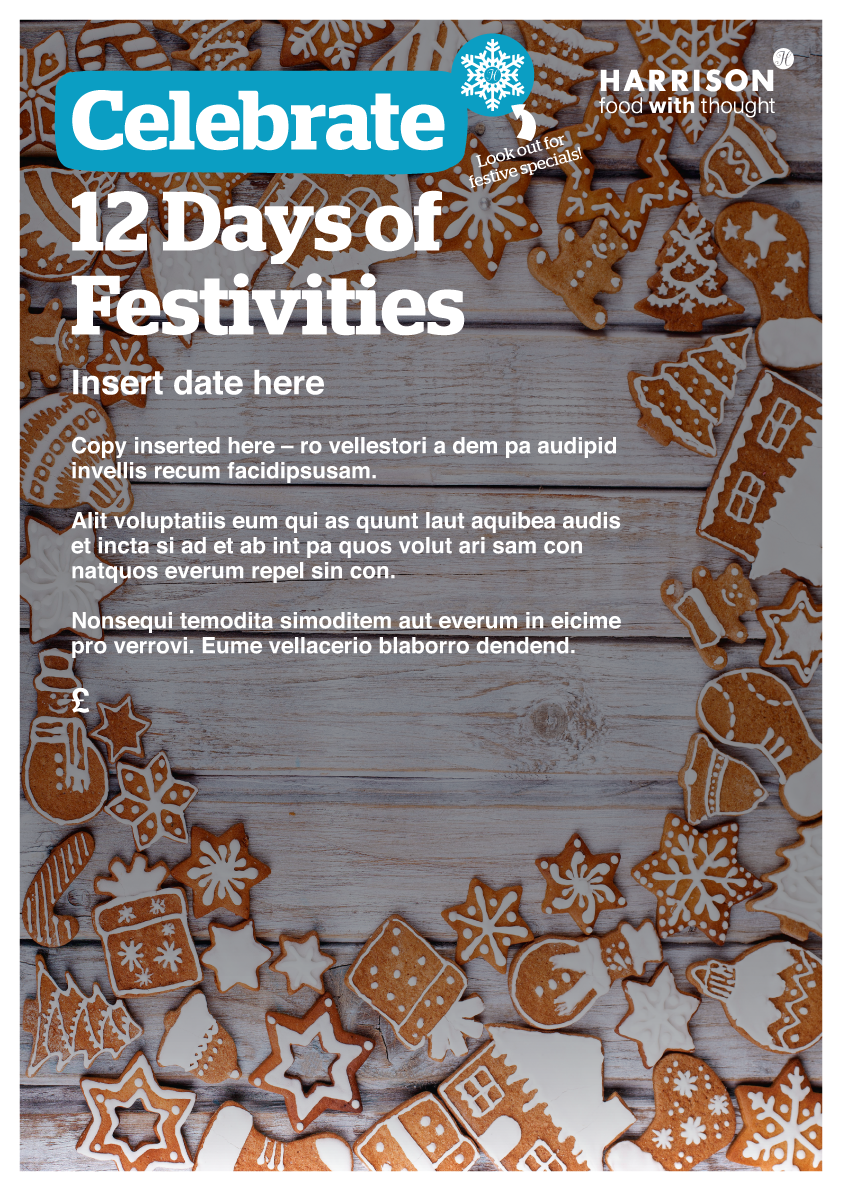 Celebrate
H
Look out for
festive specials!
H
HARRISON
food with thought
12 Days of
Festivities
Insert date here
Copy inserted here – ro vellestori a dem pa audipid
invellis recum facidipsusam.
Alit voluptatiis eum qui as quunt laut aquibea audis
et incta si ad et ab int pa quos volut ari sam con
natquos everum repel sin con.
Nonsequi temodita simoditem aut everum in eicime
pro verrovi. Eume vellacerio blaborro dendend.
£